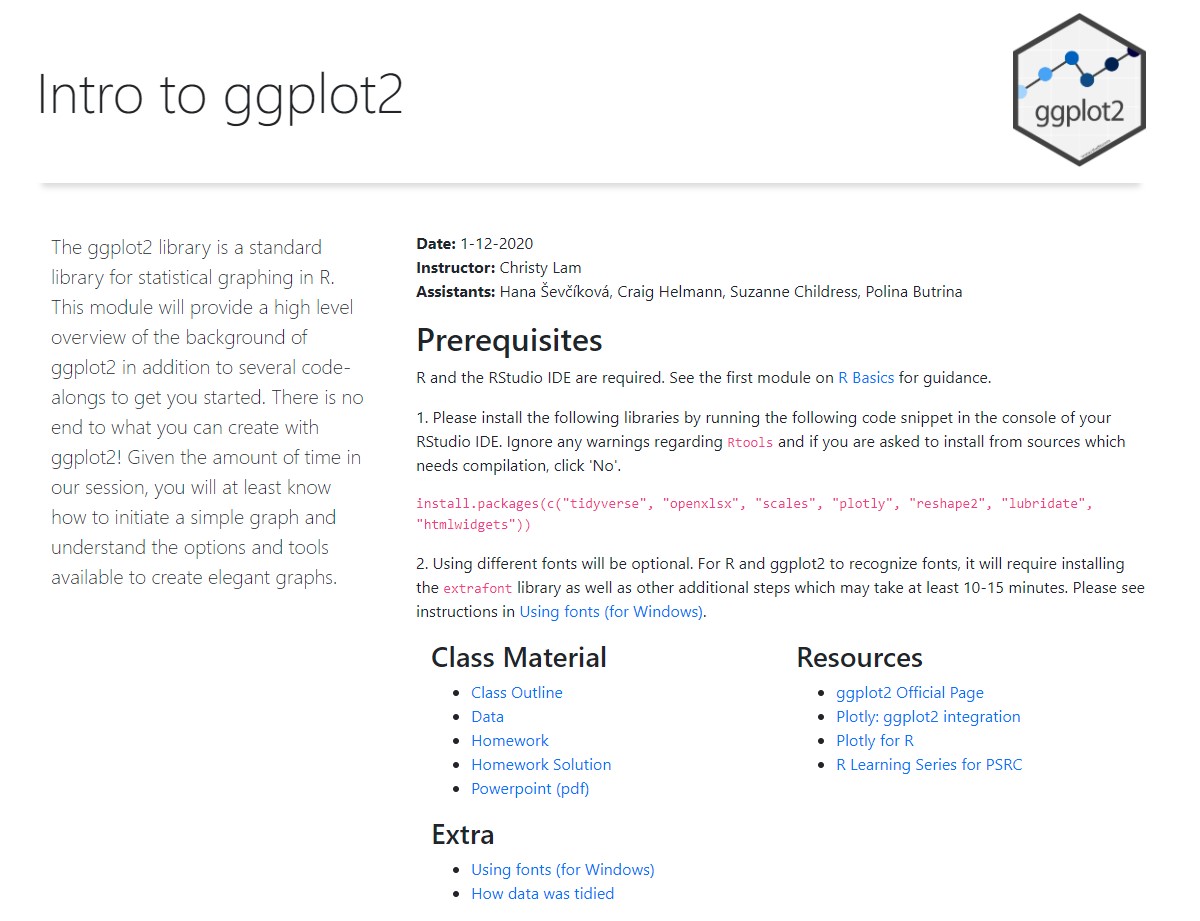 Intro to ggplot2
ggplot2
The ggplot2 library is a standard
library for statistical graphing in R.
This module will provide a high level
overview of the background of
ggplot2 in addition to several code-
alongs to get you started. There is no
end to what you can create with
ggplot2! Given the amount of time in
our session, you will at least know
how to initiate a simple graph and
understand the options and tools
available to create elegant graphs.
Date: 1-12-2020
Instructor: Christy Lam
Assistants: Hana Ševčíková, Craig Helmann, Suzanne Childress, Polina Butrina
Prerequisites
R and the RStudio IDE are required. See the first module on R Basics for guidance.
1. Please install the following libraries by running the following code snippet in the console of your
RStudio IDE. Ignore any warnings regarding Rtools and if you are asked to install from sources which
needs compilation, click 'No'.
install.packages(c("tidyverse", "openxlsx", "scales", "plotly", "reshape2", "lubridate",
"htmlwidgets"))
2. Using different fonts will be optional. For R and ggplot2 to recognize fonts, it will require installing
the extrafont library as well as other additional steps which may take at least 10-15 minutes. Please see
instructions in Using fonts (for Windows).
Class Material
Class Outline
Data
Homework
Homework Solution
Powerpoint (pdf)
Resources
ggplot2 Official Page
Plotly: ggplot2 integration
Plotly for R
R Learning Series for PSRC
Extra
Using fonts (for Windows)
How data was tidied